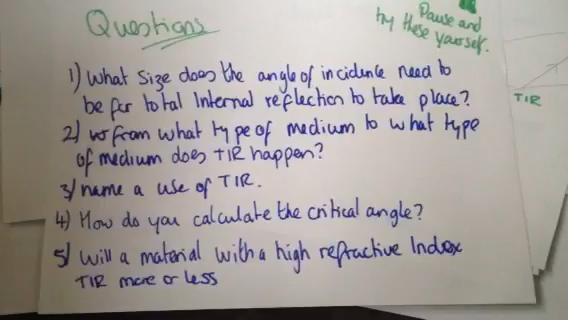 Questions
Pause and
try these yourself.
1) What size does the angle of incidence need to
be for total Internal reflection to take place?
TIR
2) from what type of medium to what type
of medium does TIR happen?
3) name a use of TIR.
4) How do you calculate the critical angle?
5) Will a material with a high refractive Index
TIR more or less